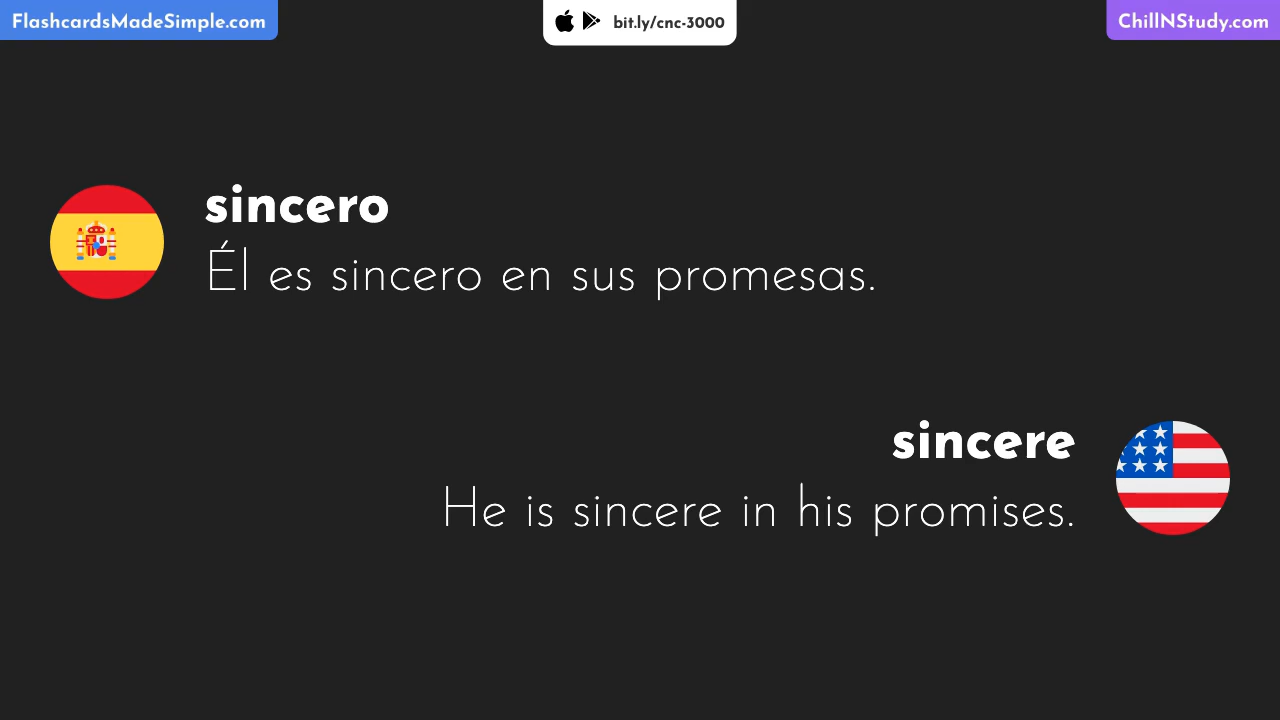 FlashcardsMadeSimple.com
bit.ly/cnc-3000
ChillNStudy.com
sincero
Él es sincero en sus promesas.
sincere
He is sincere in his promises.